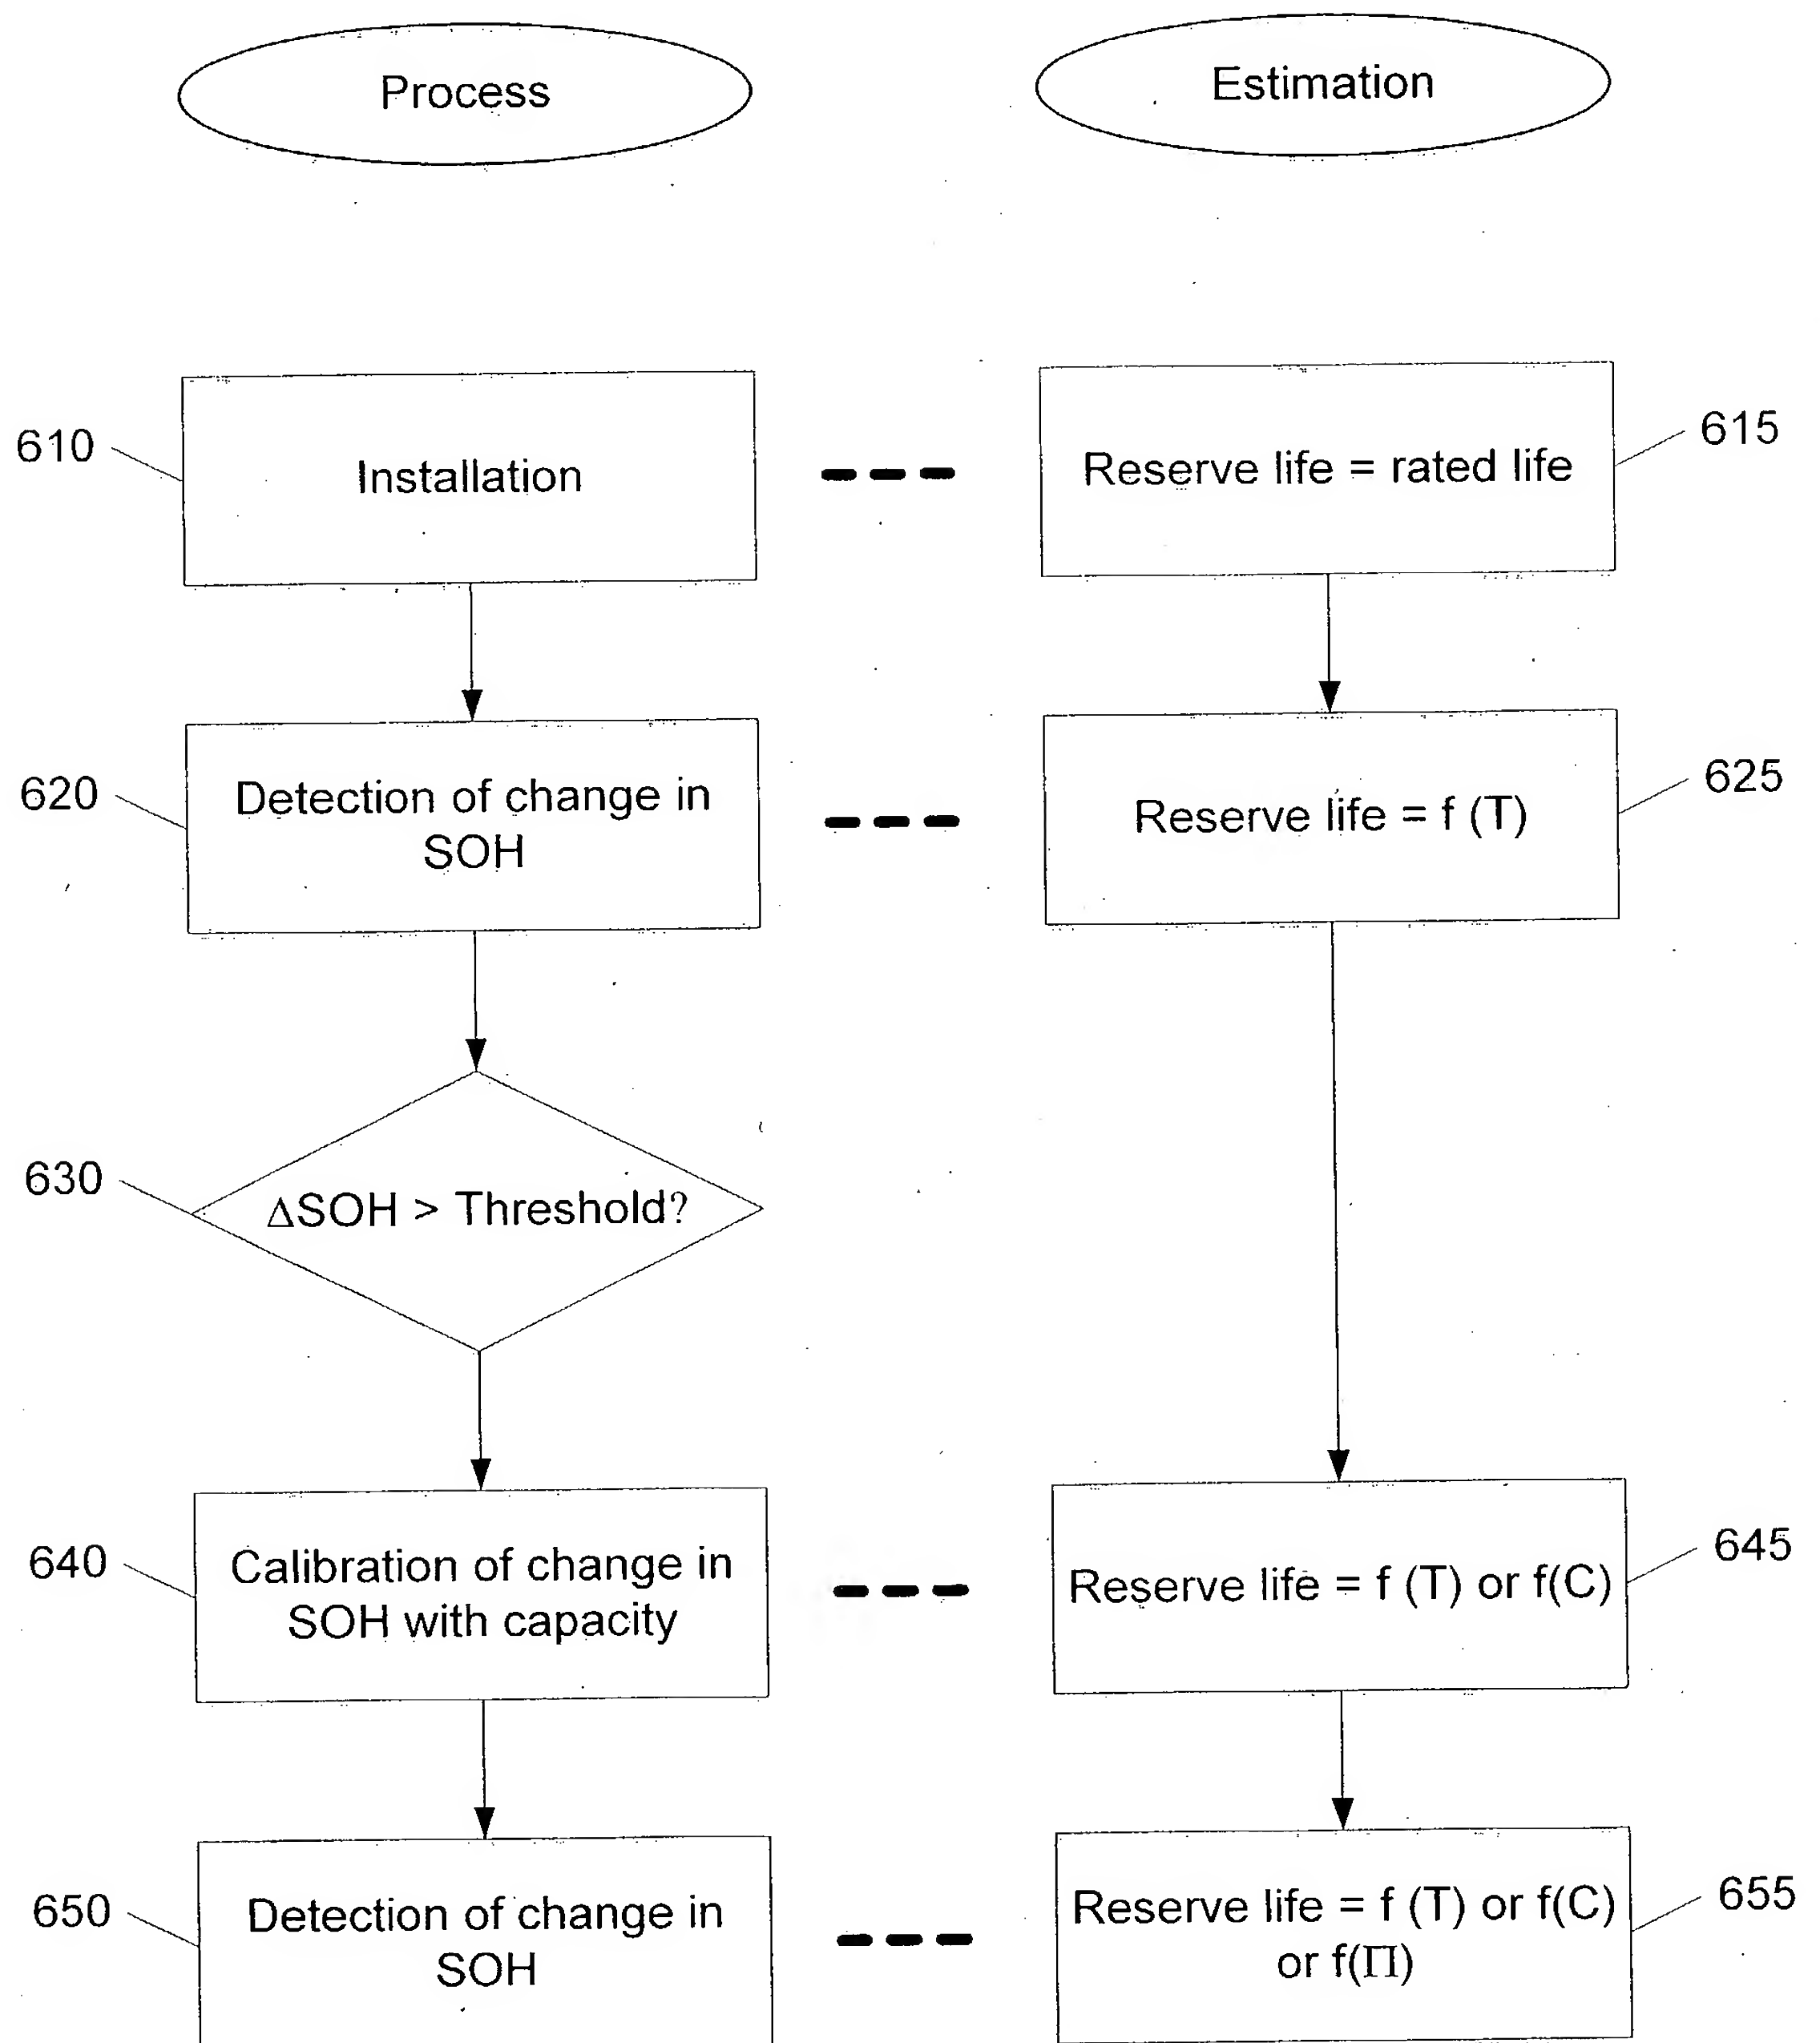 Process
Estimation
610
Installation
Reserve life = rated life
615
620
Detection of change in
SOH
Reserve life = f (T)
625
630
ΔSOH > Threshold?
640
Calibration of change in
SOH with capacity
Reserve life = f (T) or f(C)
645
650
Detection of change in
SOH
Reserve life = f (T) or f(C)
or f(Π)
655